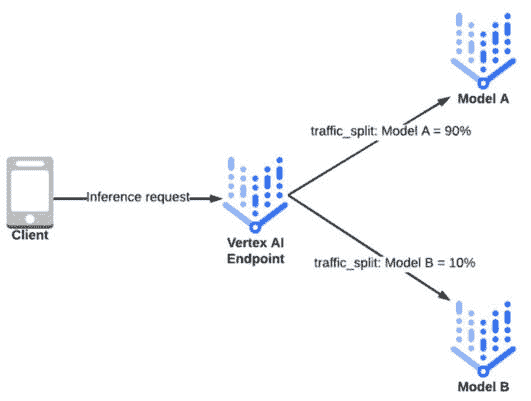 Model A
traffic_split: Model A = 90%
Inference request
Client
Vertex AI
Endpoint
traffic_split: Model B = 10%
Model B